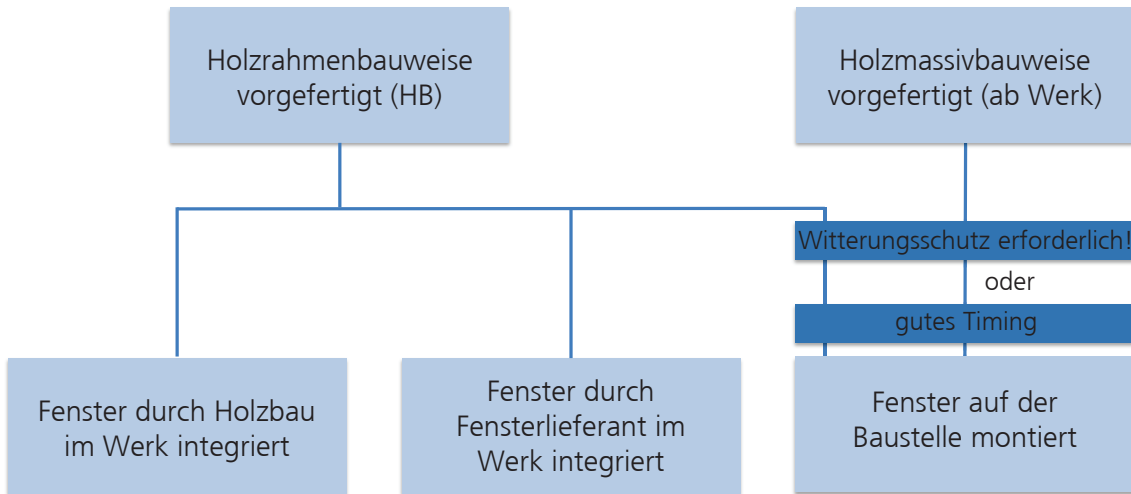 Holzrahmenbauweise
vorgefertigt (HB)
Holzmassivbauweise
vorgefertigt (ab Werk)
Witterungsschutz erforderlich!
oder
gutes Timing
Fenster durch Holzbau
im Werk integriert
Fenster durch
Fensterlieferant im
Werk integriert
Fenster auf der
Baustelle montiert